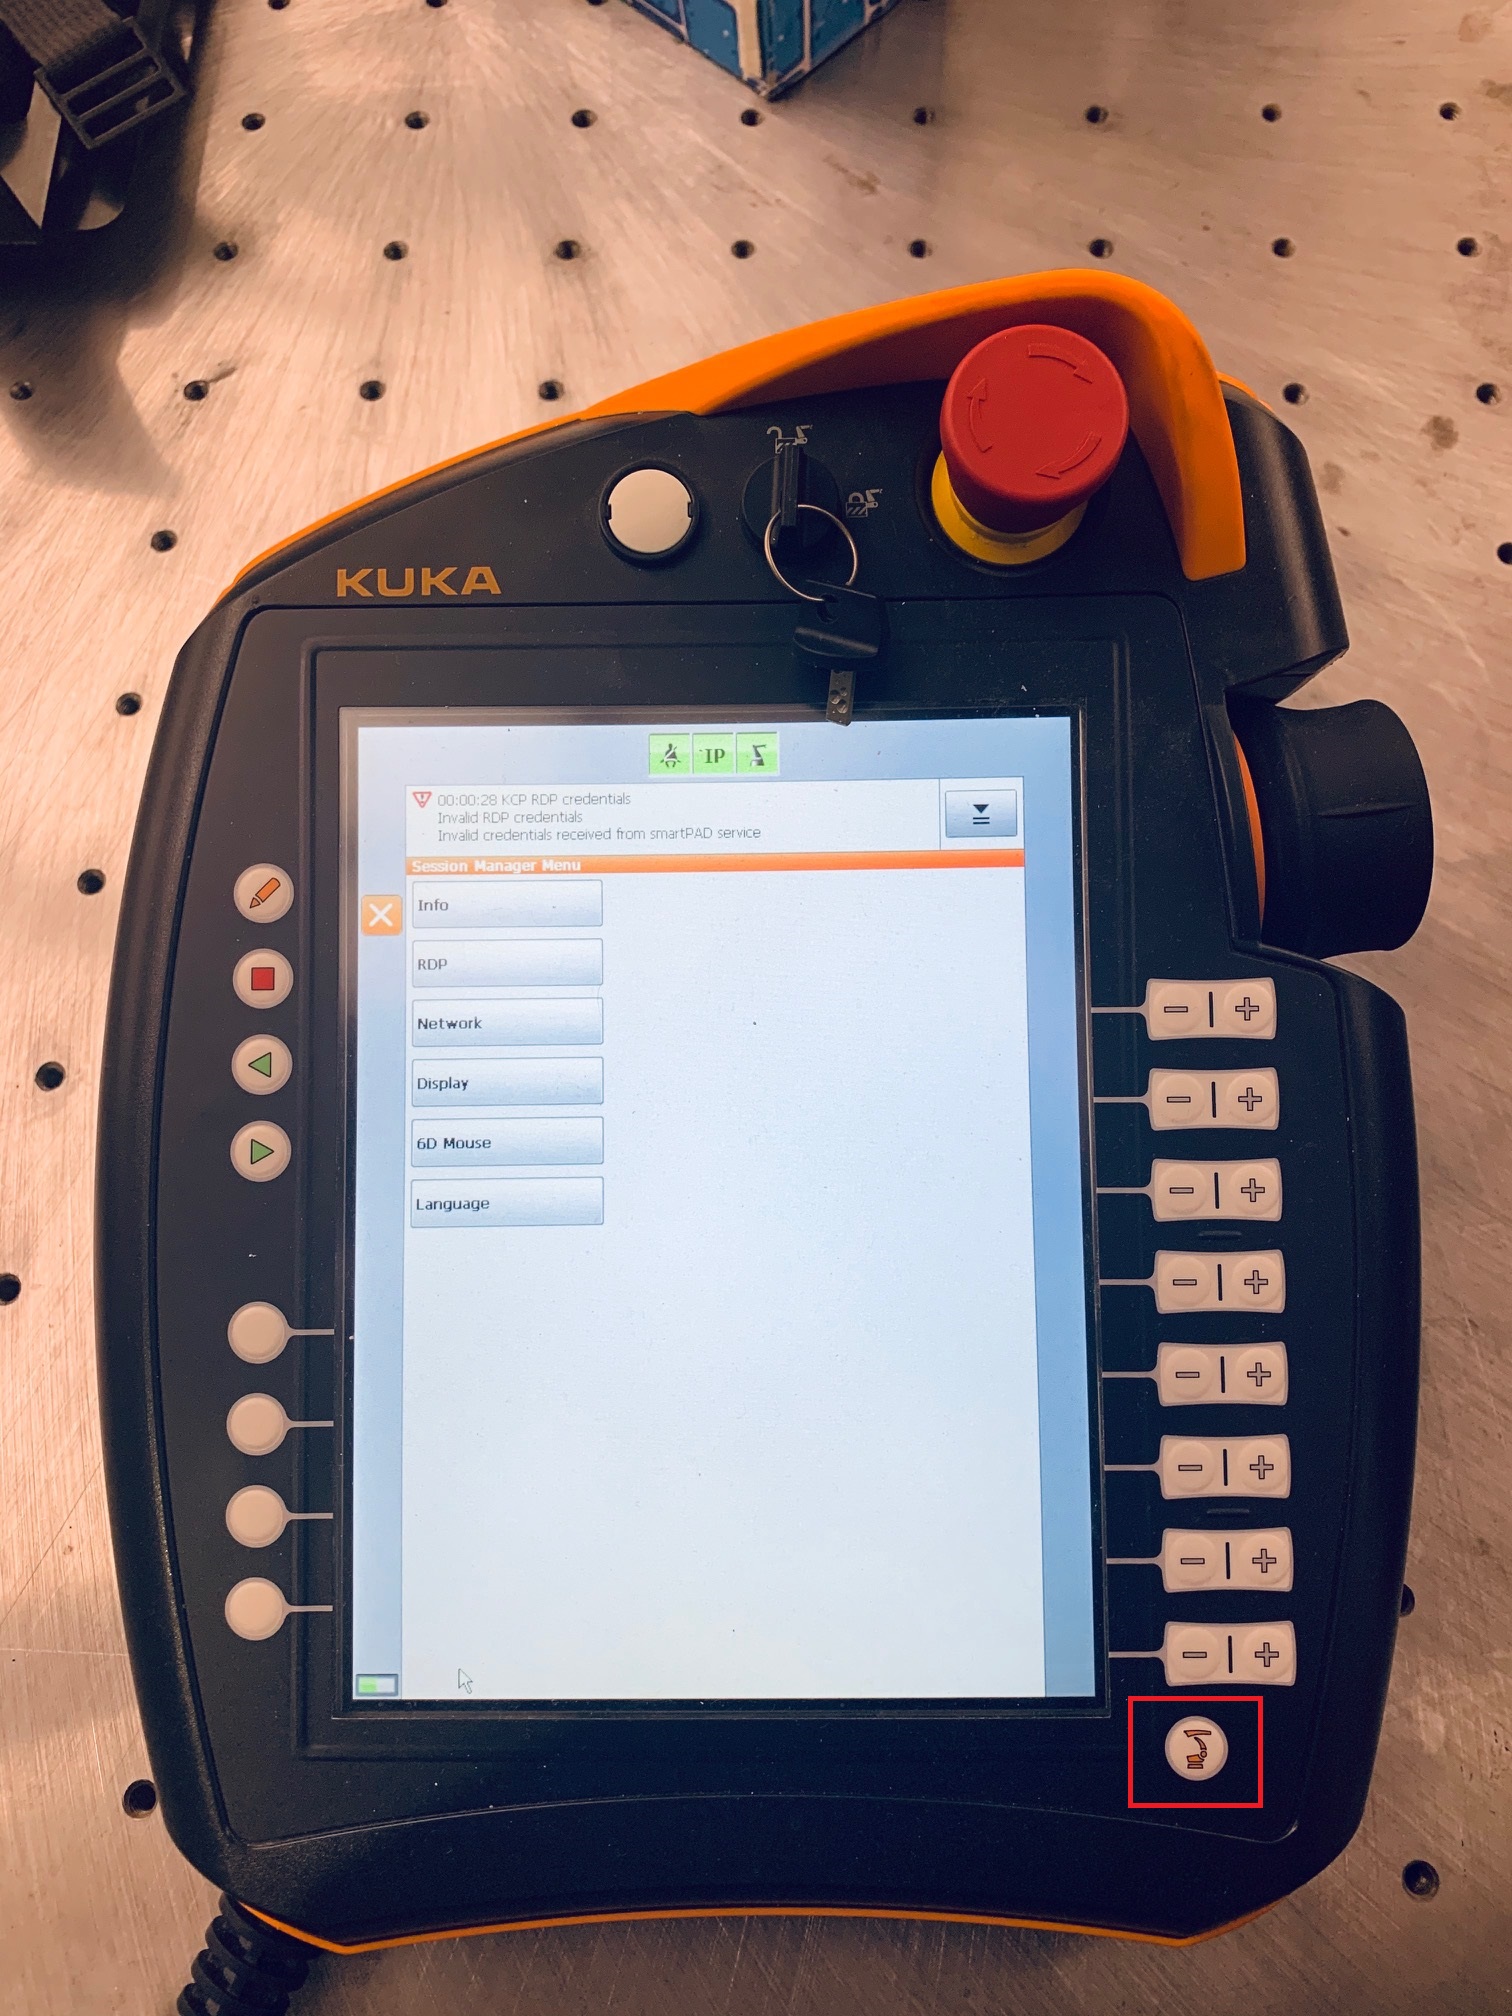 KUKA
IP
00:00:28 KCP RDP credentials
Invalid RDP credentials
Invalid credentials received from smartPAD service
Session Manager Menu
Info
RDP
Network
Display
6D Mouse
Language